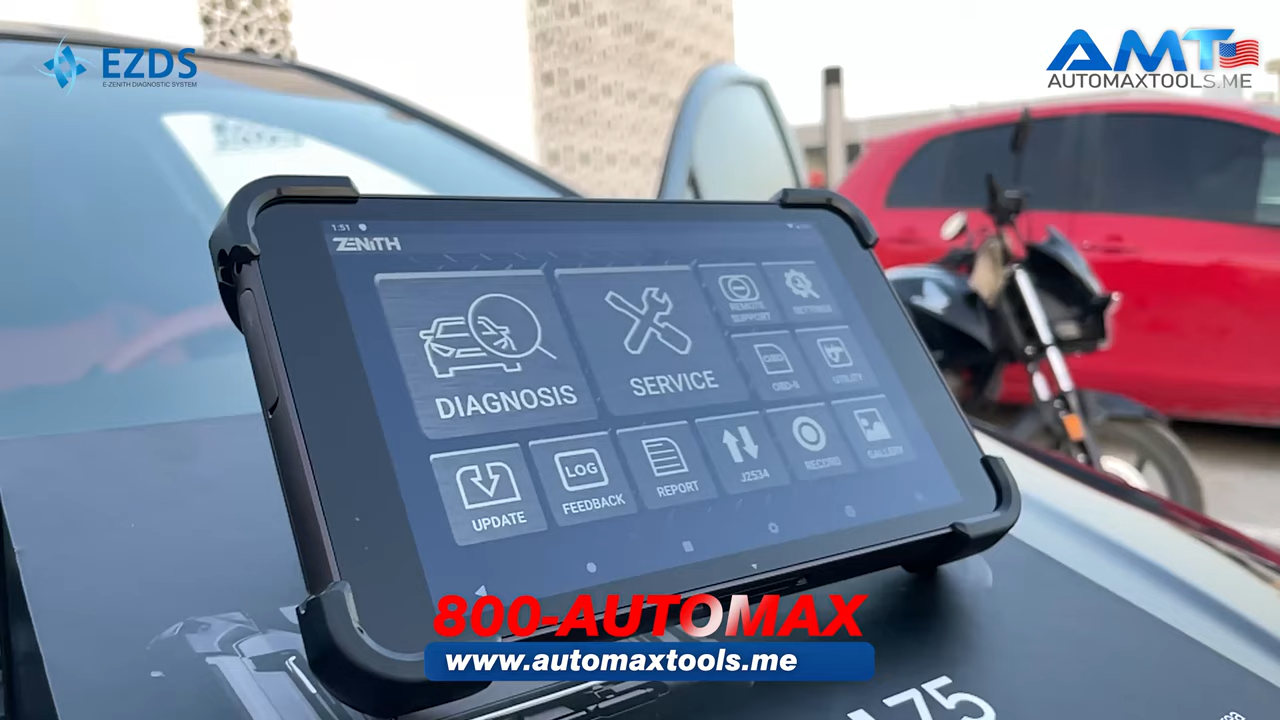 EZDS
E-ZENITH DIAGNOSTIC SYSTEM
AMT
AUTOMAXTOOLS.ME
1:51
ZENITH
DIAGNOSIS
SERVICE
REMOTE
SUPPORT
SETTINGS
OBD
OBD-II
UTILITY
UPDATE
LOG
FEEDBACK
REPORT
J2534
RECORD
GALLERY
800-AUTOMAX
www.automaxtools.me
75